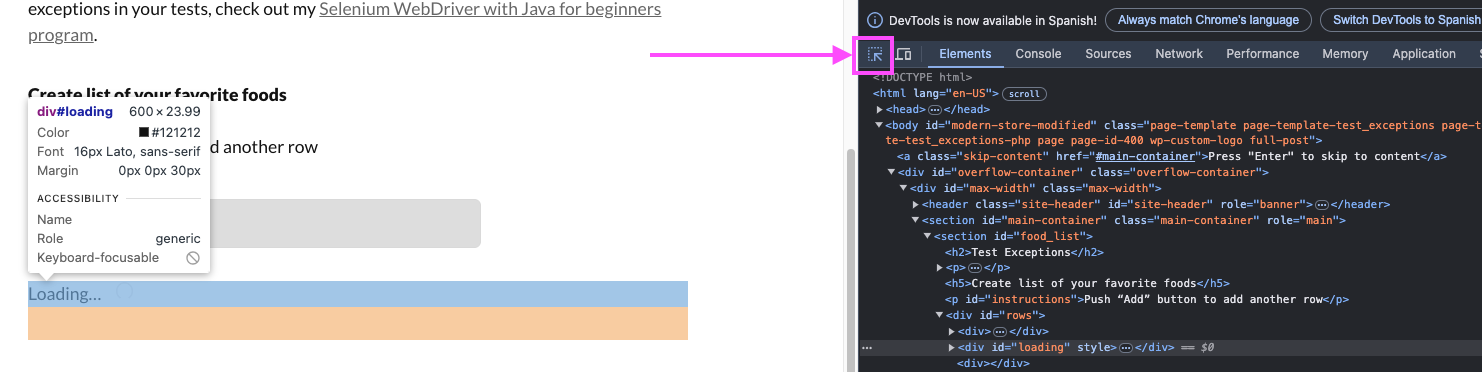 exceptions in your tests, check out my Selenium WebDriver with Java for beginners
program.
Create list of your favorite foods
d another row
div#loading 600 × 23.99
Color #121212
Font 16px Lato, sans-serif
Margin 0px 0px 30px
ACCESSIBILITY
Name
Role generic
Keyboard-focusable
Loading...
DevTools is now available in Spanish! Always match Chrome's language Switch DevTools to Spanish
Elements Console Sources Network Performance Memory Application
<!DOCTYPE html>
<html lang="en-US"> scroll
<head> ⋯ </head>
<body id="modern-store-modified" class="page-template page-template-test_exceptions page-t
te-test_exceptions-php page page-id-400 wp-custom-logo full-post">
<a class="skip-content" href="#main-container">Press "Enter" to skip to content</a>
<div id="overflow-container" class="overflow-container">
<div id="max-width" class="max-width">
<header class="site-header" id="site-header" role="banner"> ⋯ </header>
<section id="main-container" class="main-container" role="main">
<section id="food_list">
<h2>Test Exceptions</h2>
<p> ⋯ </p>
<h5>Create list of your favorite foods</h5>
<p id="instructions">Push “Add” button to add another row</p>
<div id="rows">
<div> ⋯ </div>
<div id="loading" style> ⋯ </div> == $0
<div></div>